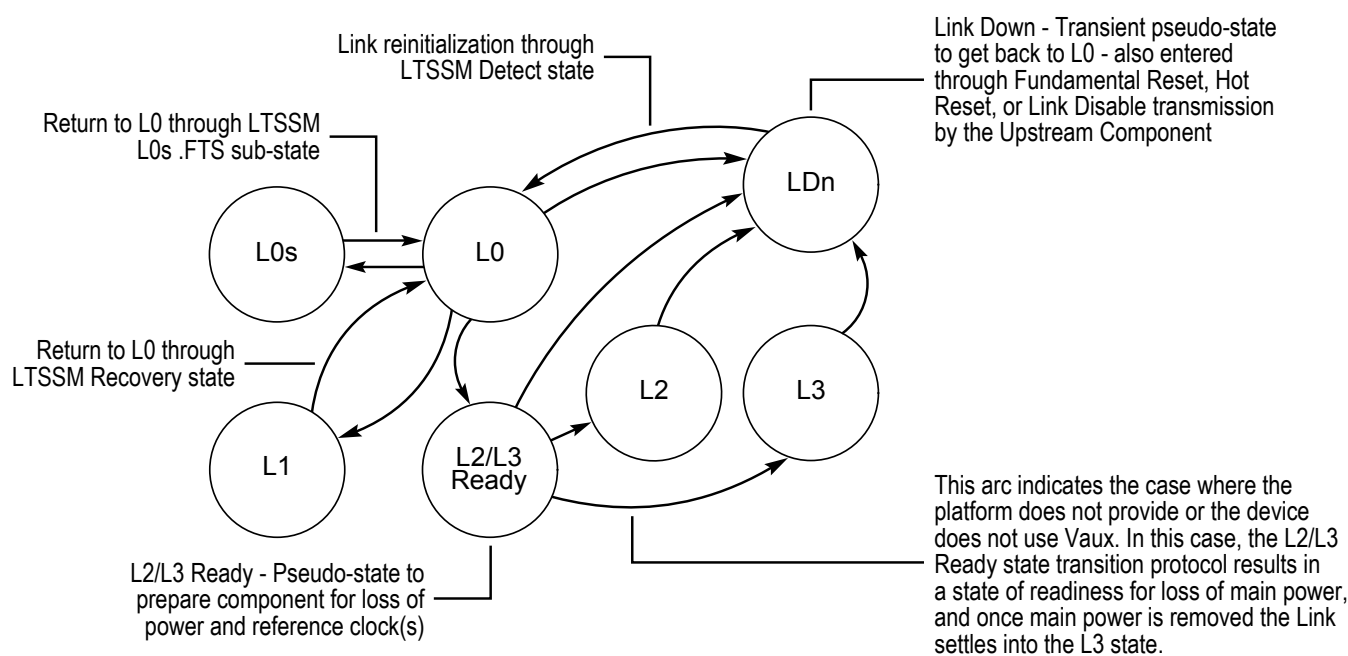 Link reinitialization through
LTSSM Detect state
Link Down - Transient pseudo-state
to get back to L0 - also entered
through Fundamental Reset, Hot
Reset, or Link Disable transmission
by the Upstream Component
Return to L0 through LTSSM
L0s .FTS sub-state
L0s
L0
LDn
Return to L0 through
LTSSM Recovery state
L1
L2/L3
Ready
L2
L3
L2/L3 Ready - Pseudo-state to
prepare component for loss of
power and reference clock(s)
This arc indicates the case where the
platform does not provide or the device
does not use Vaux. In this case, the L2/L3
Ready state transition protocol results in
a state of readiness for loss of main power,
and once main power is removed the Link
settles into the L3 state.